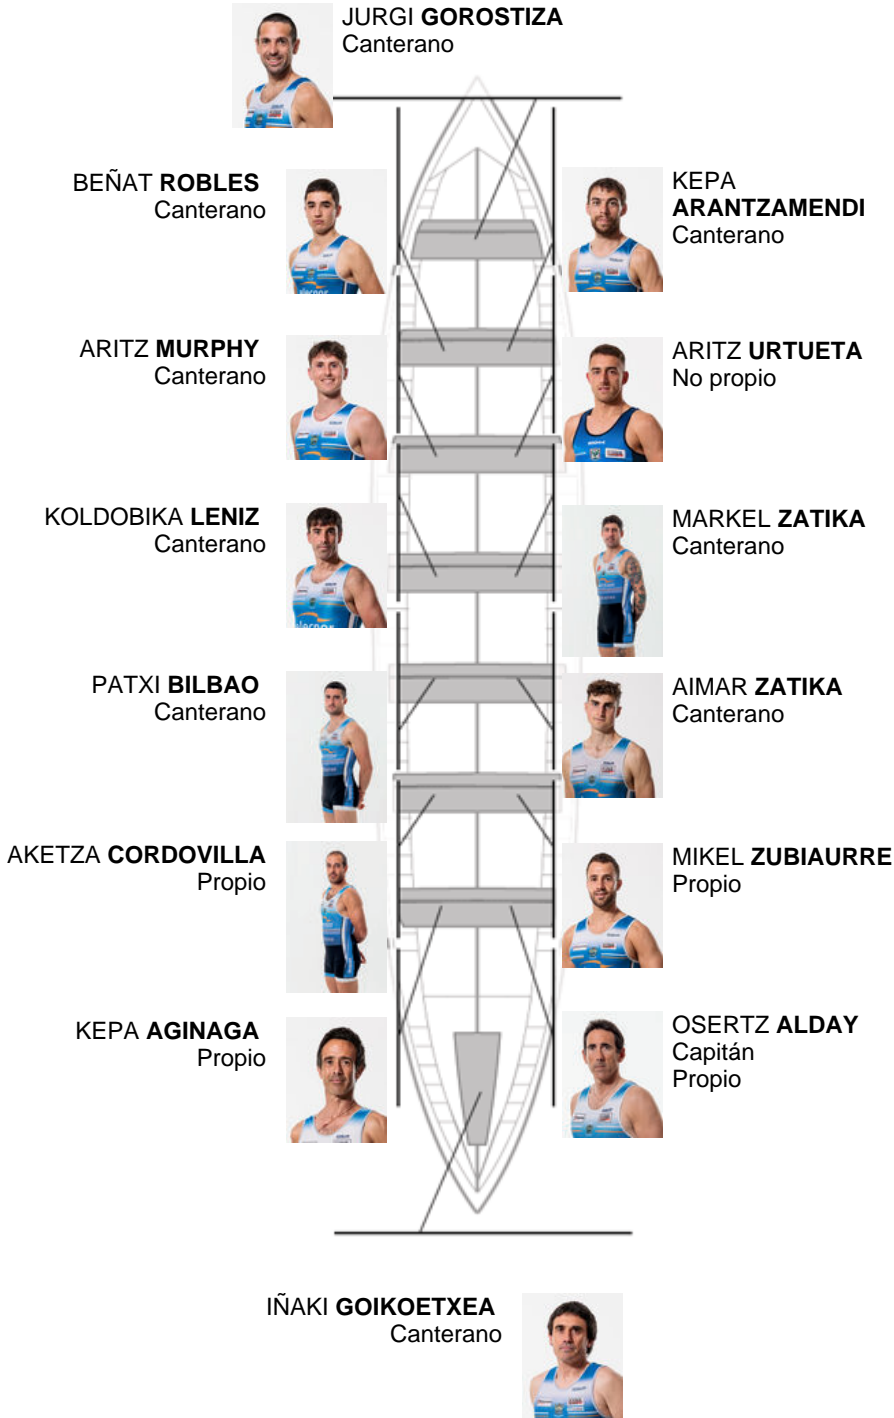 JURGI GOROSTIZA
Canterano
BEÑAT ROBLES
Canterano
KEPA
ARANTZAMENDI
Canterano
ARITZ MURPHY
Canterano
ARITZ URTUETA
No propio
KOLDOBIKA LENIZ
Canterano
MARKEL ZATIKA
Canterano
PATXI BILBAO
Canterano
AIMAR ZATIKA
Canterano
AKETZA CORDOVILLA
Propio
MIKEL ZUBIAURRE
Propio
KEPA AGINAGA
Propio
OSERTZ ALDAY
Capitán
Propio
IÑAKI GOIKOETXEA
Canterano